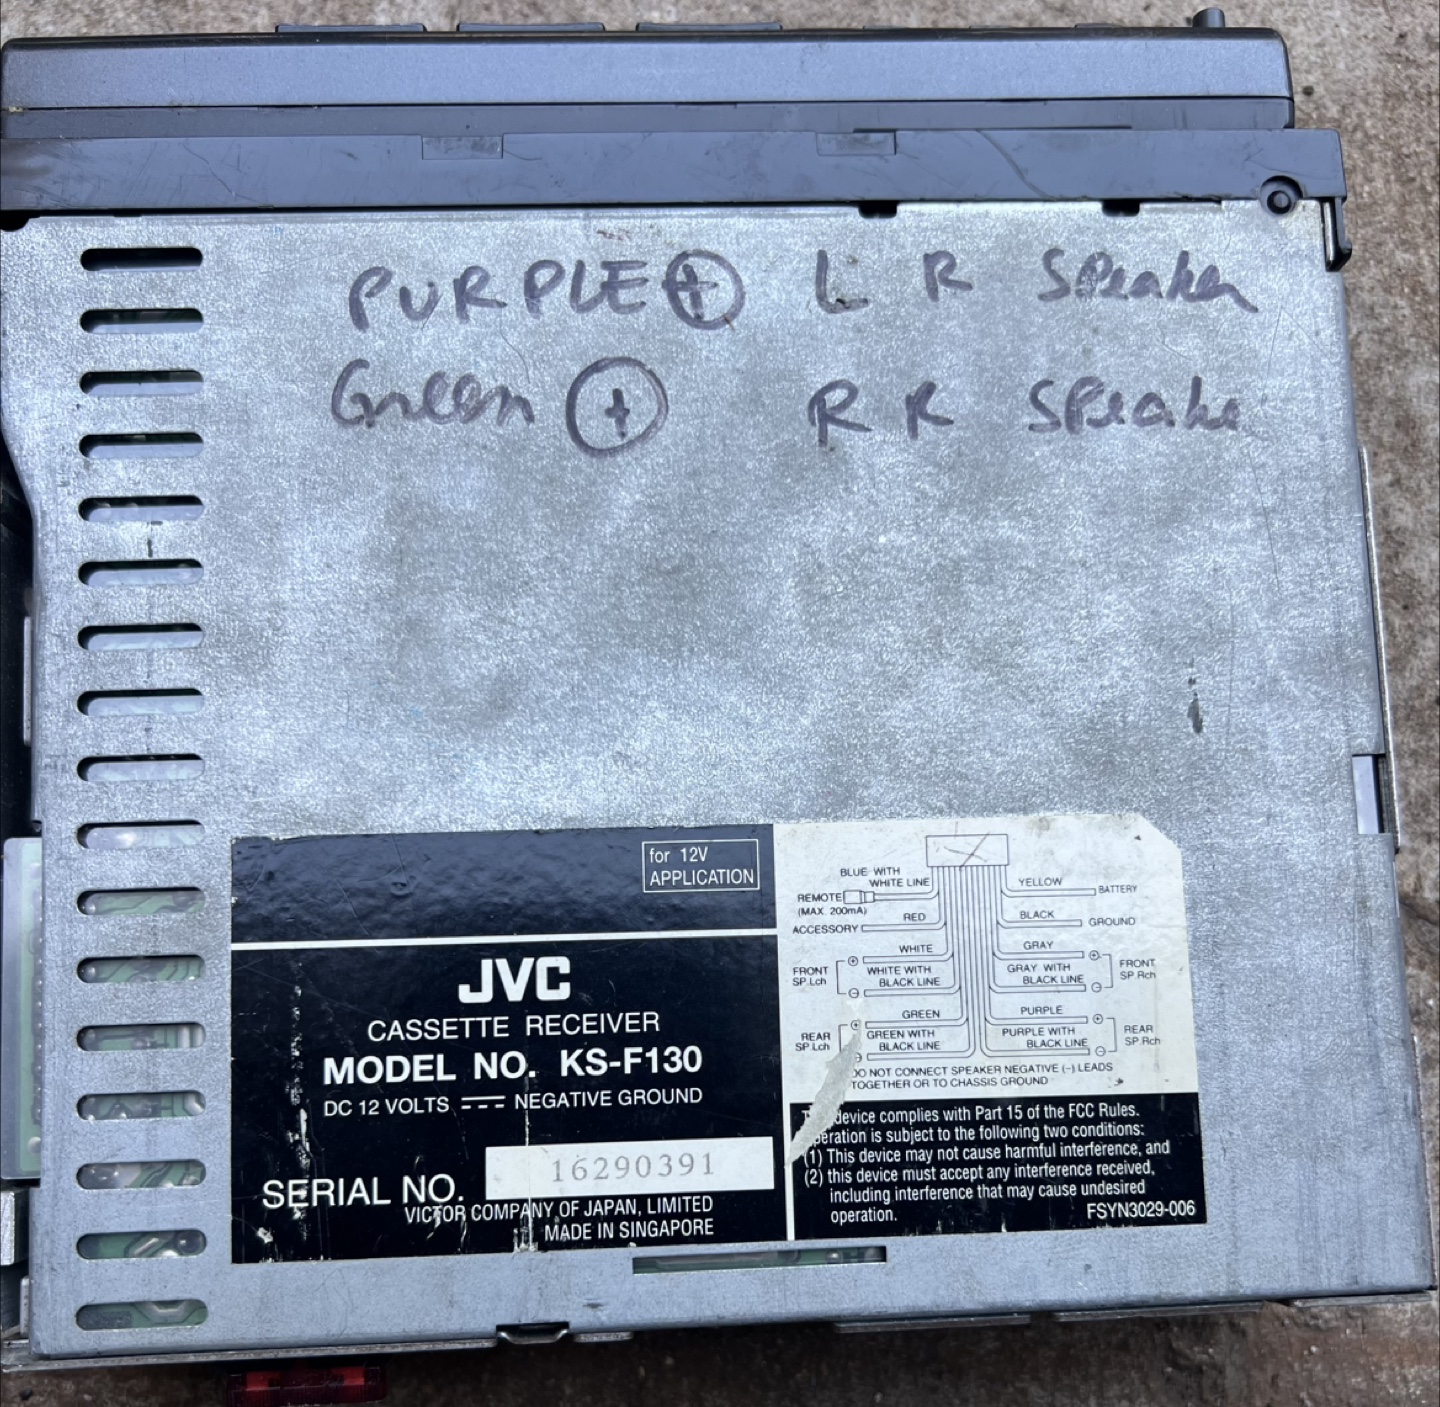 PURPLE ⊕ L R Speaker
Green ⊕ R R Speake
for 12V
APPLICATION
JVC
CASSETTE RECEIVER
MODEL NO. KS-F130
DC 12 VOLTS ⎓ NEGATIVE GROUND
SERIAL NO. 16290391
VICTOR COMPANY OF JAPAN, LIMITED
MADE IN SINGAPORE
BLUE WITH
WHITE LINE
REMOTE
(MAX. 200mA)
RED
ACCESSORY
WHITE
⊕
FRONT
SP.Lch
WHITE WITH
BLACK LINE
⊖
GREEN
⊕
REAR
SP.Lch
GREEN WITH
BLACK LINE
⊖
YELLOW
BATTERY
BLACK
GROUND
GRAY
⊕
FRONT
SP.Rch
GRAY WITH
BLACK LINE
⊖
PURPLE
⊕
REAR
SP.Rch
PURPLE WITH
BLACK LINE
⊖
DO NOT CONNECT SPEAKER NEGATIVE (−) LEADS
TOGETHER OR TO CHASSIS GROUND
device complies with Part 15 of the FCC Rules.
peration is subject to the following two conditions:
(1) This device may not cause harmful interference, and
(2) this device must accept any interference received,
including interference that may cause undesired
operation.
FSYN3029-006